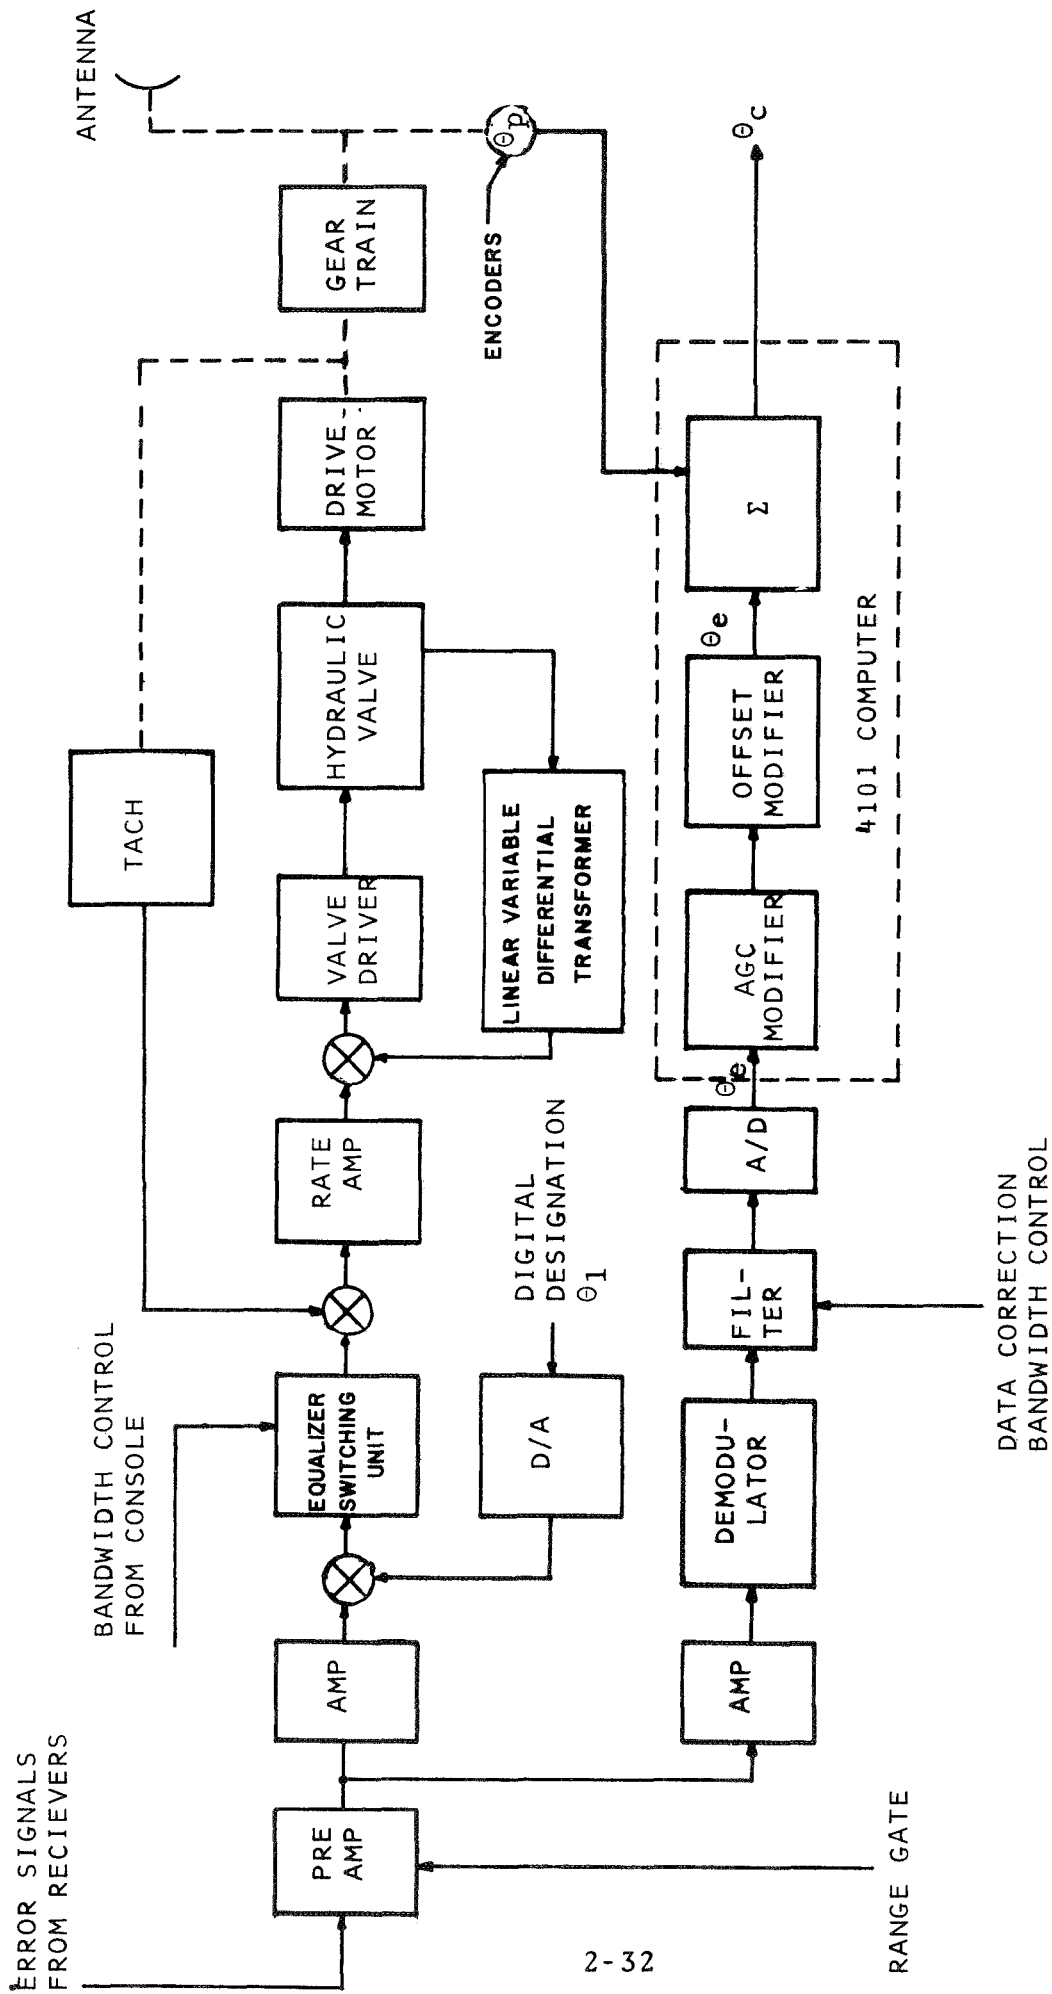 ERROR SIGNALS
FROM RECIEVERS
PRE
AMP
RANGE GATE
AMP
BANDWIDTH CONTROL
FROM CONSOLE
EQUALIZER
SWITCHING
UNIT
D/A
DIGITAL
DESIGNATION
Θ1
RATE
AMP
VALVE
DRIVER
HYDRAULIC
VALVE
LINEAR VARIABLE
DIFFERENTIAL
TRANSFORMER
TACH
DRIVE
MOTOR
GEAR
TRAIN
ANTENNA
ENCODERS
Θp
AMP
DEMODU-
LATOR
FIL-
TER
DATA CORRECTION
BANDWIDTH CONTROL
A/D
Θe
AGC
MODIFIER
OFFSET
MODIFIER
Θe
Σ
Θc
4101 COMPUTER
2-32